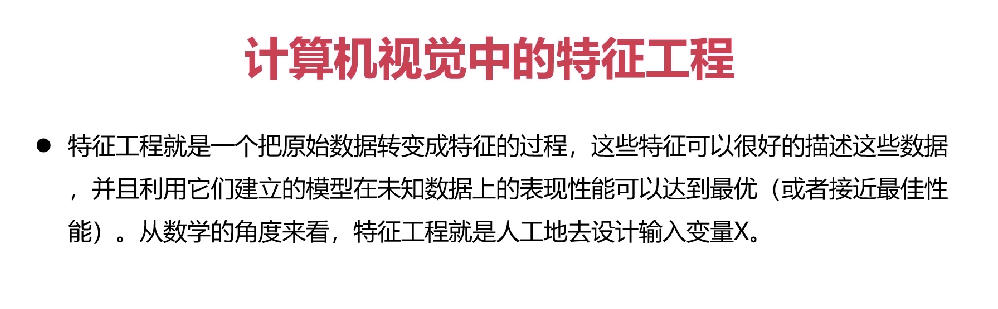 计算机视觉中的特征工程
● 特征工程就是一个把原始数据转变成特征的过程，这些特征可以很好的描述这些数据
，并且利用它们建立的模型在未知数据上的表现性能可以达到最优（或者接近最佳性
能）。从数学的角度来看，特征工程就是人工地去设计输入变量X。